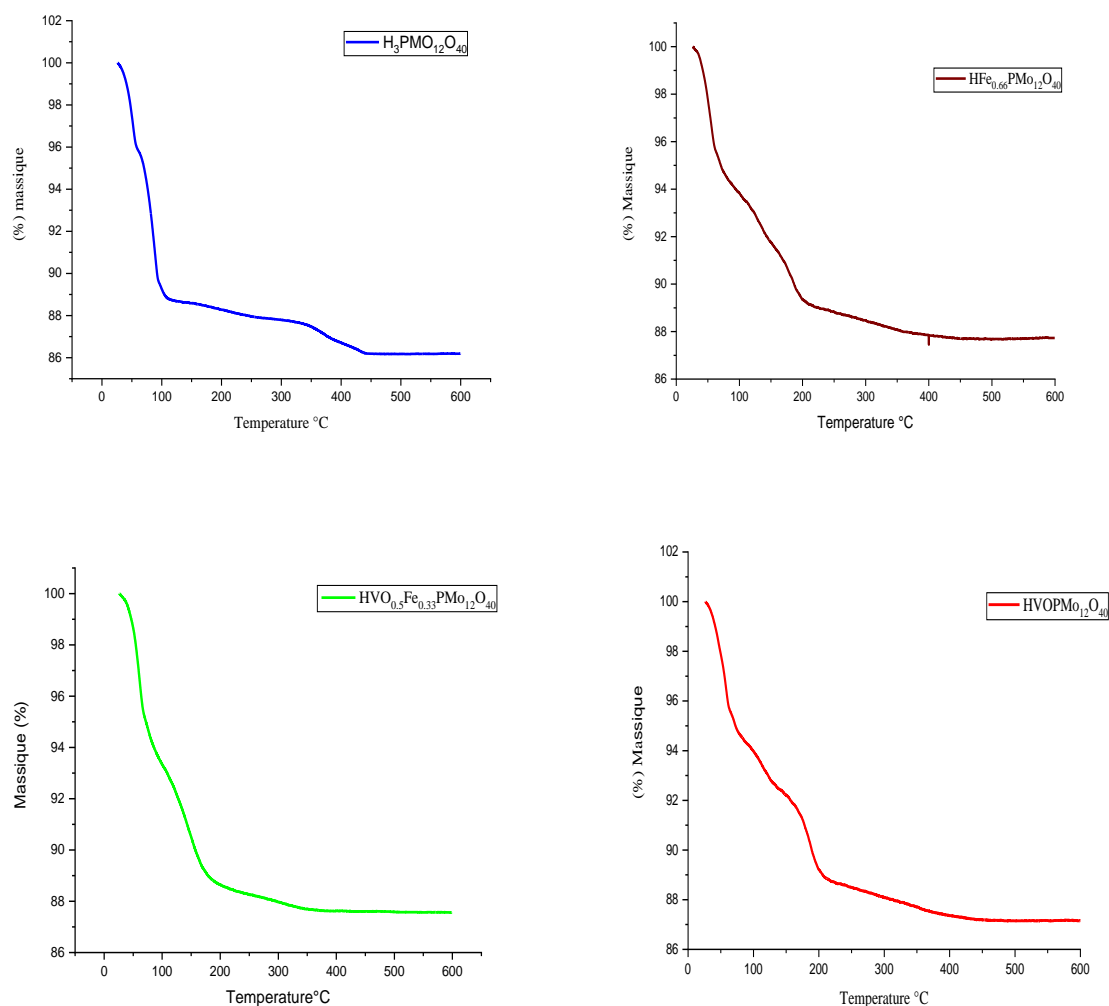 H₃PMO₁₂O₄₀
102
100
98
96
94
92
90
88
86
(%) massique
0 100 200 300 400 500 600
Temperature °C
HFe₀.₆₆PMo₁₂O₄₀
100
98
96
94
92
90
88
86
(%) Massique
0 100 200 300 400 500 600
Temperature °C
HVO₀.₅Fe₀.₃₃PMo₁₂O₄₀
100
98
96
94
92
90
88
86
Massique (%)
0 100 200 300 400 500 600
Temperature°C
HVOPMo₁₂O₄₀
102
100
98
96
94
92
90
88
86
(%) Massique
0 100 200 300 400 500 600
Temperature °C